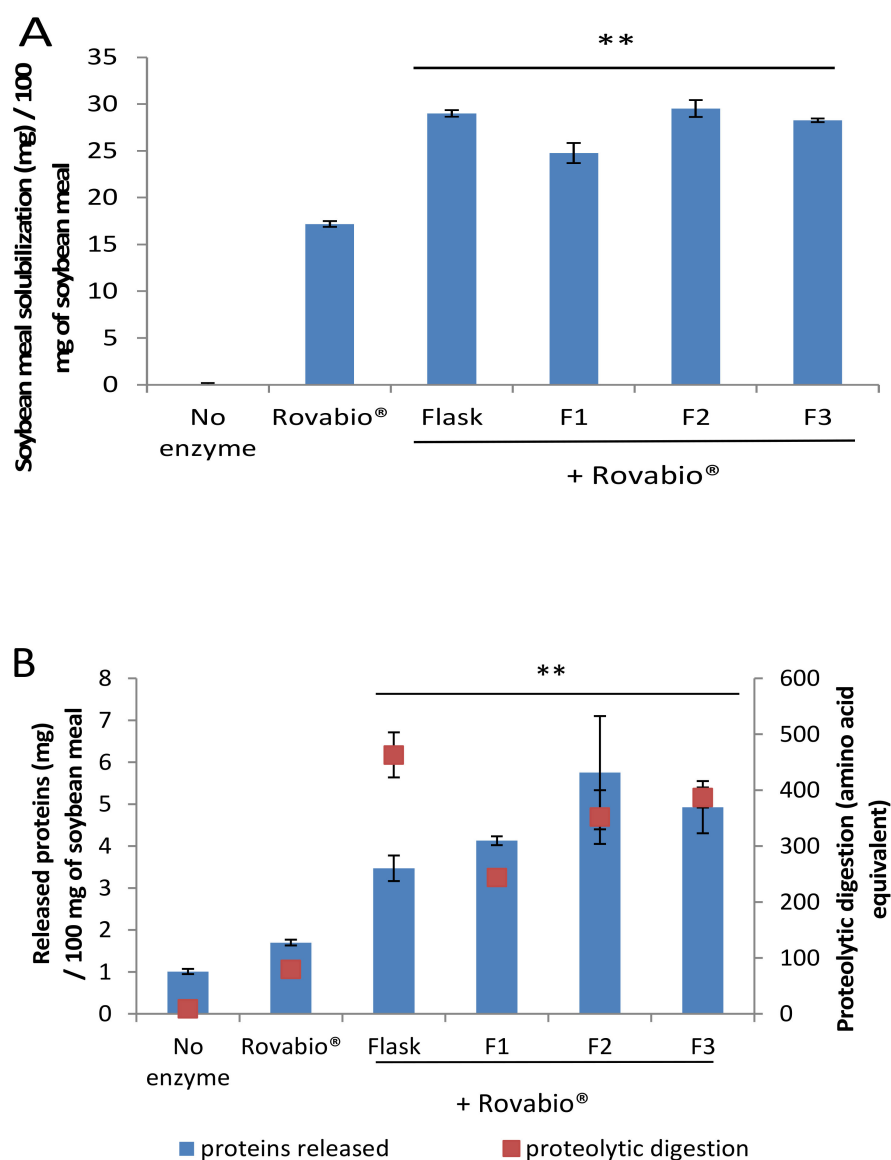 A
**
35
30
25
20
15
10
5
0
Soybean meal solubilization (mg) / 100
mg of soybean meal
No
enzyme
Rovabio®
Flask
F1
F2
F3
+ Rovabio®
B
**
8
7
6
5
4
3
2
1
0
Released proteins (mg)
/ 100 mg of soybean meal
600
500
400
300
200
100
0
Proteolytic digestion (amino acid
equivalent)
No
enzyme
Rovabio®
Flask
F1
F2
F3
+ Rovabio®
proteins released
proteolytic digestion